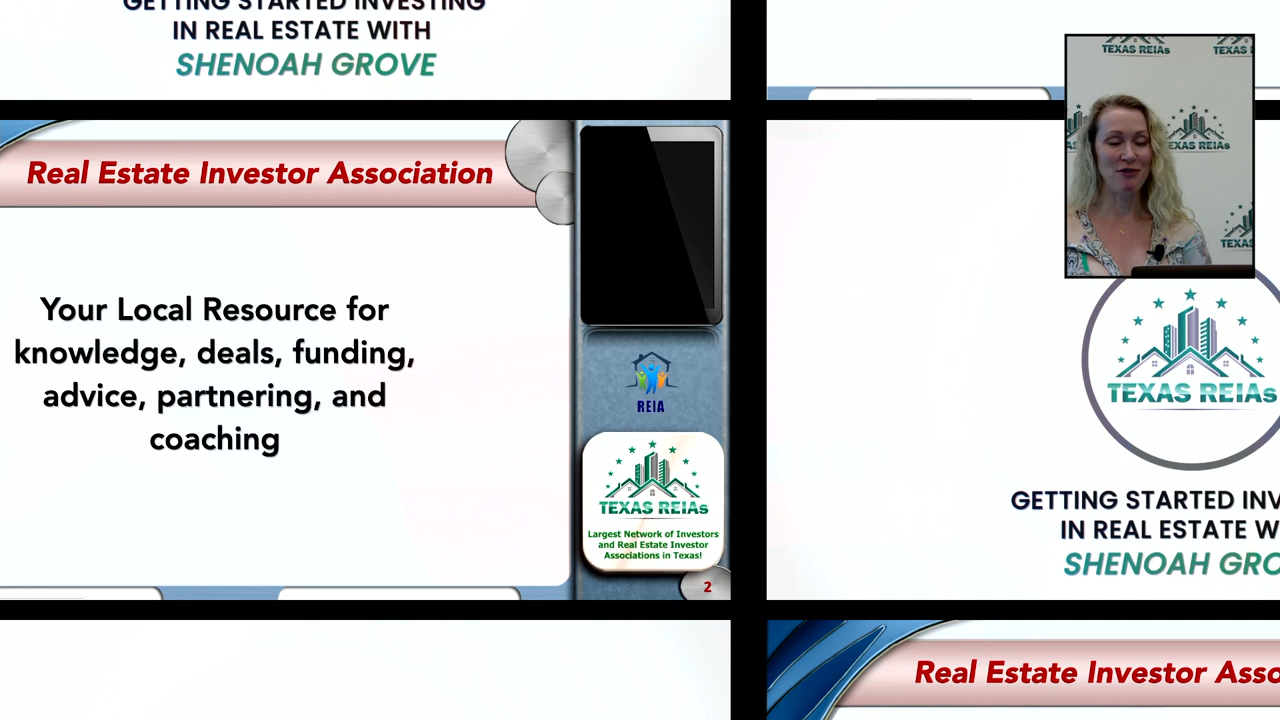 GETTING STARTED INVESTING
IN REAL ESTATE WITH
SHENOAH GROVE
TEXAS REIAs
TEXAS REIAs
TEXAS REIAs
TEXAS
Real Estate Investor Association
Your Local Resource for
knowledge, deals, funding,
advice, partnering, and
coaching
REIA
TEXAS REIAs
Largest Network of Investors
and Real Estate Investor
Associations in Texas!
2
TEXAS REIAs
GETTING STARTED INV
IN REAL ESTATE W
SHENOAH GRO
Real Estate Investor Asso